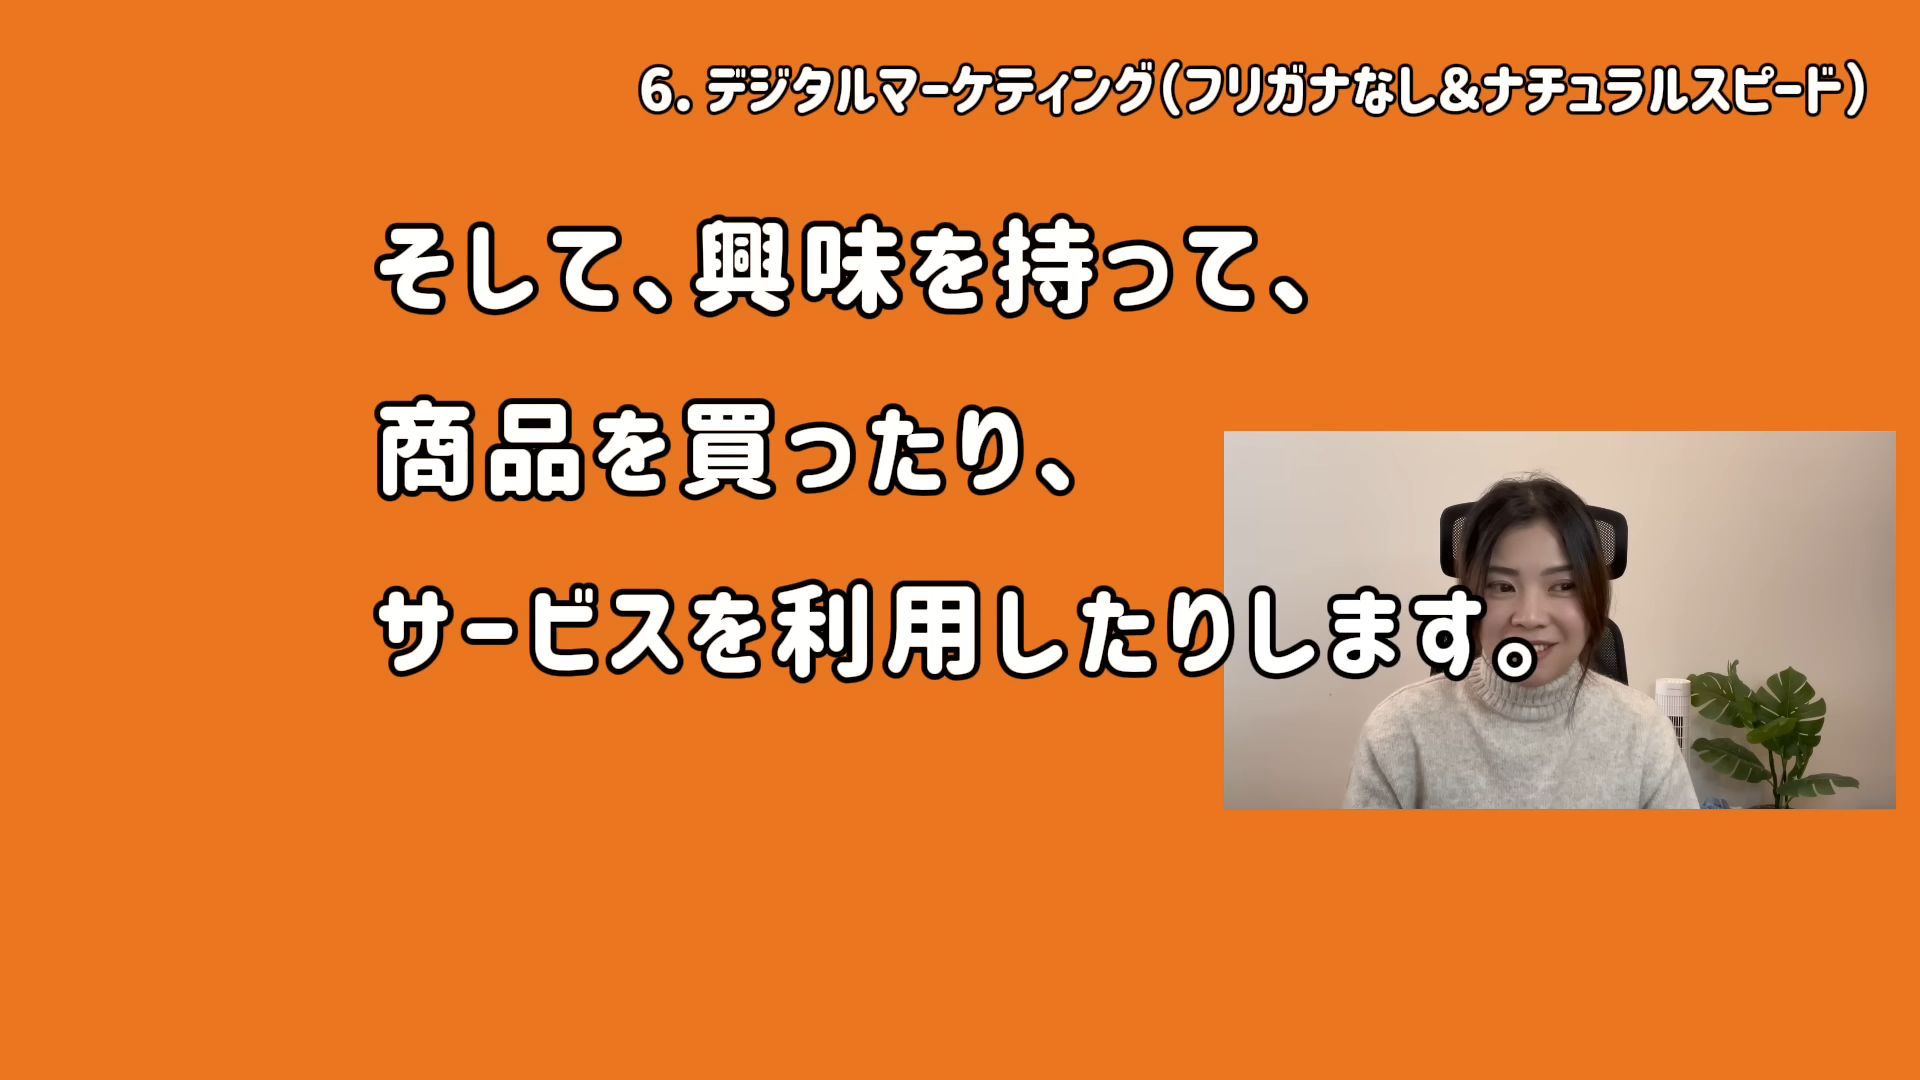 6. デジタルマーケティング(フリガナなし&ナチュラルスピード)
そして、興味を持って、
商品を買ったり、
サービスを利用したりします。